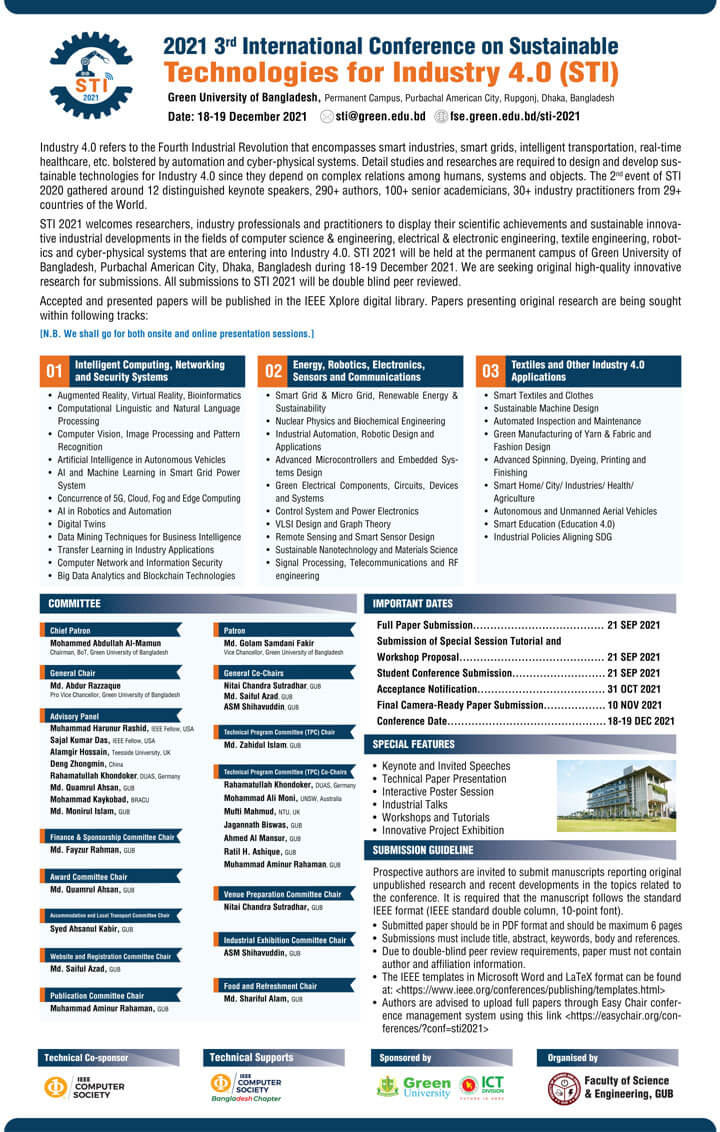 STI
2021
2021 3rd International Conference on Sustainable
Technologies for Industry 4.0 (STI)
Green University of Bangladesh, Permanent Campus, Purbachal American City, Rupgonj, Dhaka, Bangladesh
Date: 18-19 December 2021 sti@green.edu.bd fse.green.edu.bd/sti-2021
Industry 4.0 refers to the Fourth Industrial Revolution that encompasses smart industries, smart grids, intelligent transportation, real-time
healthcare, etc. bolstered by automation and cyber-physical systems. Detail studies and researches are required to design and develop sus-
tainable technologies for Industry 4.0 since they depend on complex relations among humans, systems and objects. The 2nd event of STI
2020 gathered around 12 distinguished keynote speakers, 290+ authors, 100+ senior academicians, 30+ industry practitioners from 29+
countries of the World.
STI 2021 welcomes researchers, industry professionals and practitioners to display their scientific achievements and sustainable innova-
tive industrial developments in the fields of computer science & engineering, electrical & electronic engineering, textile engineering, robot-
ics and cyber-physical systems that are entering into Industry 4.0. STI 2021 will be held at the permanent campus of Green University of
Bangladesh, Purbachal American City, Dhaka, Bangladesh during 18-19 December 2021. We are seeking original high-quality innovative
research for submissions. All submissions to STI 2021 will be double blind peer reviewed.
Accepted and presented papers will be published in the IEEE Xplore digital library. Papers presenting original research are being sought
within following tracks:
[N.B. We shall go for both onsite and online presentation sessions.]
01 Intelligent Computing, Networking
and Security Systems
• Augmented Reality, Virtual Reality, Bioinformatics
• Computational Linguistic and Natural Language
Processing
• Computer Vision, Image Processing and Pattern
Recognition
• Artificial Intelligence in Autonomous Vehicles
• AI and Machine Learning in Smart Grid Power
System
• Concurrence of 5G, Cloud, Fog and Edge Computing
• AI in Robotics and Automation
• Digital Twins
• Data Mining Techniques for Business Intelligence
• Transfer Learning in Industry Applications
• Computer Network and Information Security
• Big Data Analytics and Blockchain Technologies
02 Energy, Robotics, Electronics,
Sensors and Communications
• Smart Grid & Micro Grid, Renewable Energy &
Sustainability
• Nuclear Physics and Biochemical Engineering
• Industrial Automation, Robotic Design and
Applications
• Advanced Microcontrollers and Embedded Sys-
tems Design
• Green Electrical Components, Circuits, Devices
and Systems
• Control System and Power Electronics
• VLSI Design and Graph Theory
• Remote Sensing and Smart Sensor Design
• Sustainable Nanotechnology and Materials Science
• Signal Processing, Telecommunications and RF
engineering
03 Textiles and Other Industry 4.0
Applications
• Smart Textiles and Clothes
• Sustainable Machine Design
• Automated Inspection and Maintenance
• Green Manufacturing of Yarn & Fabric and
Fashion Design
• Advanced Spinning, Dyeing, Printing and
Finishing
• Smart Home/ City/ Industries/ Health/
Agriculture
• Autonomous and Unmanned Aerial Vehicles
• Smart Education (Education 4.0)
• Industrial Policies Aligning SDG
COMMITTEE
Chief Patron
Mohammed Abdullah Al-Mamun
Chairman, BoT, Green University of Bangladesh
General Chair
Md. Abdur Razzaque
Pro Vice Chancellor, Green University of Bangladesh
Advisory Panel
Muhammad Harunur Rashid, IEEE Fellow, USA
Sajal Kumar Das, IEEE Fellow, USA
Alamgir Hossain, Teesside University, UK
Deng Zhongmin, China
Rahamatullah Khondoker, DUAS, Germany
Md. Quamrul Ahsan, GUB
Mohammad Kaykobad, BRACU
Md. Monirul Islam, GUB
Finance & Sponsorship Committee Chair
Md. Fayzur Rahman, GUB
Award Committee Chair
Md. Quamrul Ahsan, GUB
Accommodation and Local Transport Committee Chair
Syed Ahsanul Kabir, GUB
Website and Registration Committee Chair
Md. Saiful Azad, GUB
Publication Committee Chair
Muhammad Aminur Rahaman, GUB
Patron
Md. Golam Samdani Fakir
Vice Chancellor, Green University of Bangladesh
General Co-Chairs
Nitai Chandra Sutradhar, GUB
Md. Saiful Azad, GUB
ASM Shihavuddin, GUB
Technical Program Committee (TPC) Chair
Md. Zahidul Islam, GUB
Technical Program Committee (TPC) Co-Chairs
Rahamatullah Khondoker, DUAS, Germany
Mohammad Ali Moni, UNSW, Australia
Mufti Mahmud, NTU, UK
Jagannath Biswas, GUB
Ahmed Al Mansur, GUB
Ratil H. Ashique, GUB
Muhammad Aminur Rahaman, GUB
Venue Preparation Committee Chair
Nitai Chandra Sutradhar, GUB
Industrial Exhibition Committee Chair
ASM Shihavuddin, GUB
Food and Refreshment Chair
Md. Shariful Alam, GUB
IMPORTANT DATES
Full Paper Submission...................................... 21 SEP 2021
Submission of Special Session Tutorial and
Workshop Proposal.......................................... 21 SEP 2021
Student Conference Submission........................... 21 SEP 2021
Acceptance Notification..................................... 31 OCT 2021
Final Camera-Ready Paper Submission.................. 10 NOV 2021
Conference Date.............................................. 18-19 DEC 2021
SPECIAL FEATURES
• Keynote and Invited Speeches
• Technical Paper Presentation
• Interactive Poster Session
• Industrial Talks
• Workshops and Tutorials
• Innovative Project Exhibition
SUBMISSION GUIDELINE
Prospective authors are invited to submit manuscripts reporting original
unpublished research and recent developments in the topics related to
the conference. It is required that the manuscript follows the standard
IEEE format (IEEE standard double column, 10-point font).
• Submitted paper should be in PDF format and should be maximum 6 pages
• Submissions must include title, abstract, keywords, body and references.
• Due to double-blind peer review requirements, paper must not contain
author and affiliation information.
• The IEEE templates in Microsoft Word and LaTeX format can be found
at: <https://www.ieee.org/conferences/publishing/templates.html>
• Authors are advised to upload full papers through Easy Chair confer-
ence management system using this link <https://easychair.org/con-
ferences/?conf=sti2021>
Technical Co-sponsor
IEEE
COMPUTER
SOCIETY
Technical Supports
IEEE
COMPUTER
SOCIETY
Bangladesh Chapter
Sponsored by
Green
University
ICT
DIVISION
FUTURE IS HERE
Organised by
Faculty of Science
& Engineering, GUB